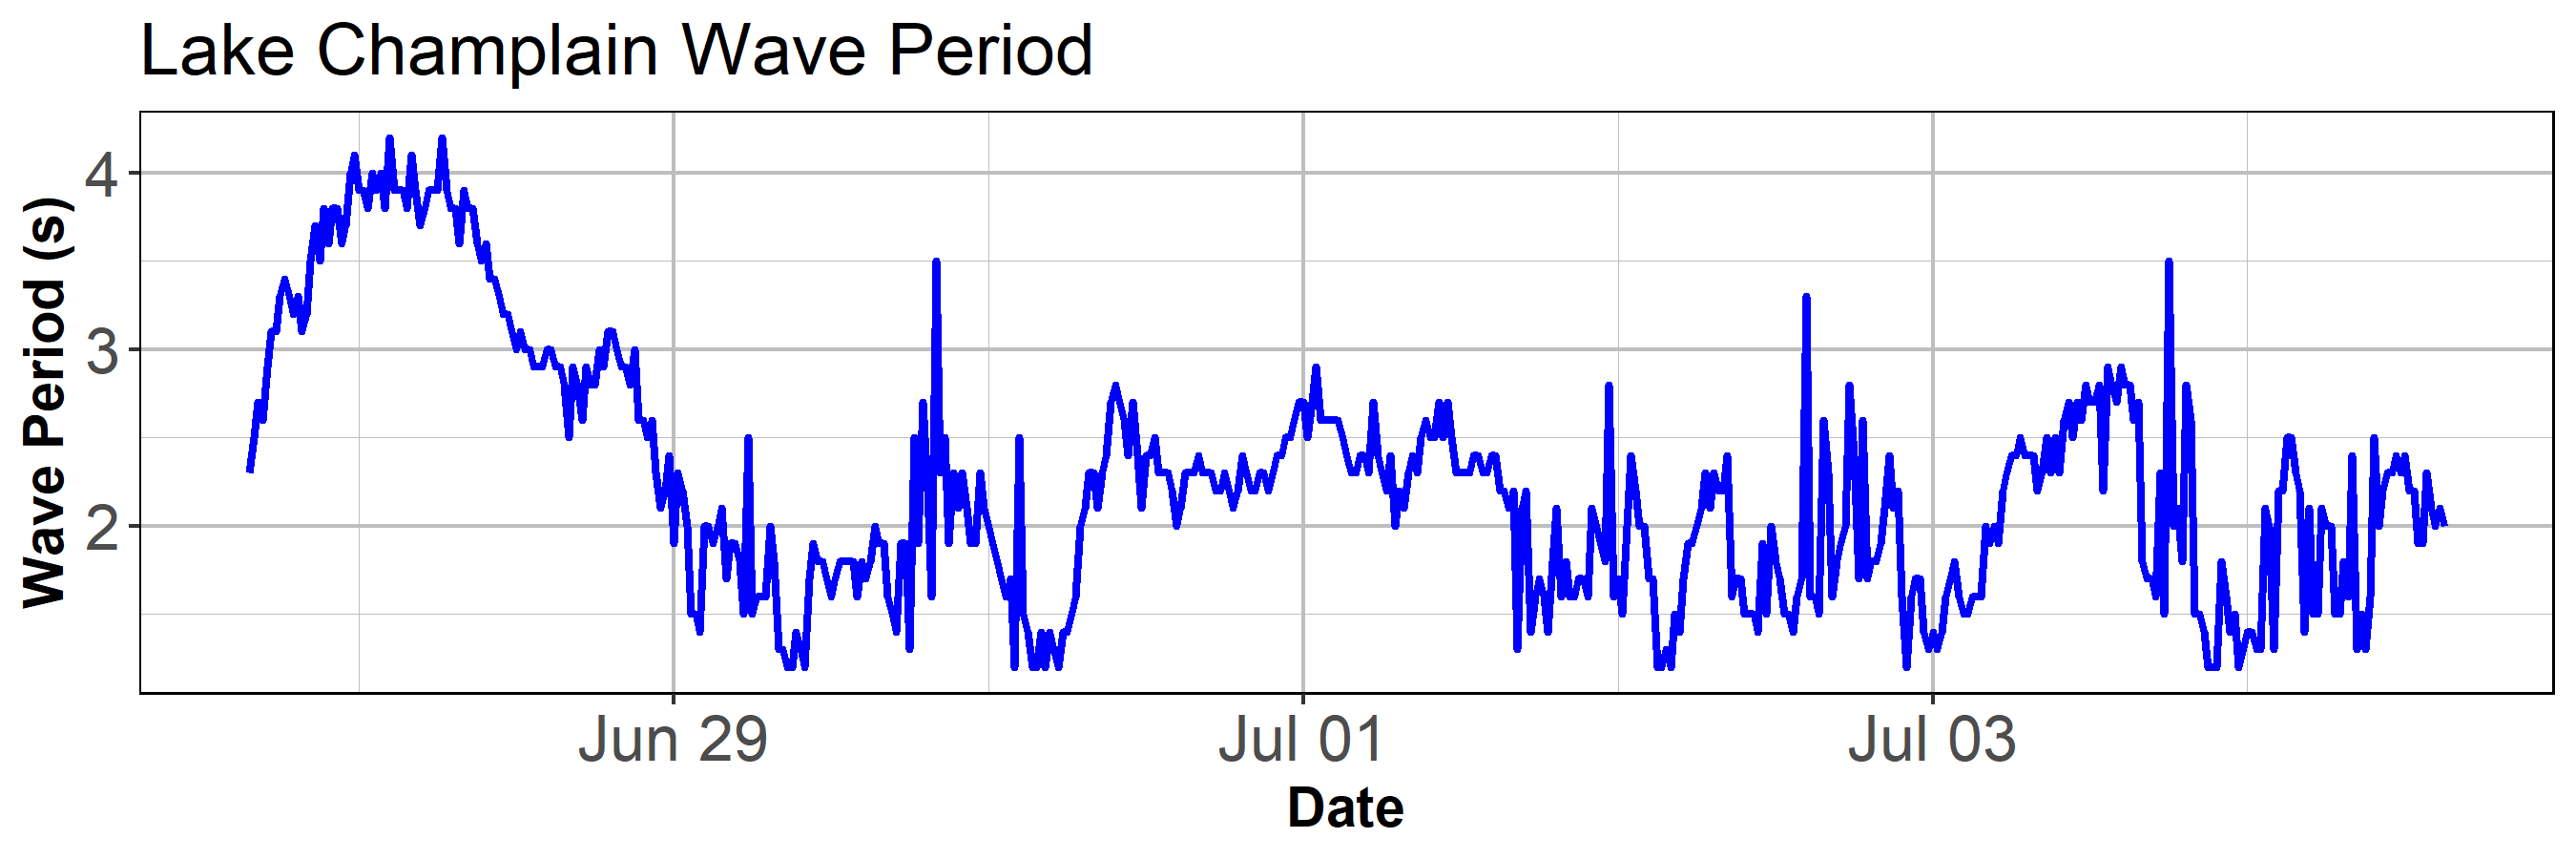 Lake Champlain Wave Period
Wave Period (s)
4
3
2
Jun 29
Jul 01
Jul 03
Date